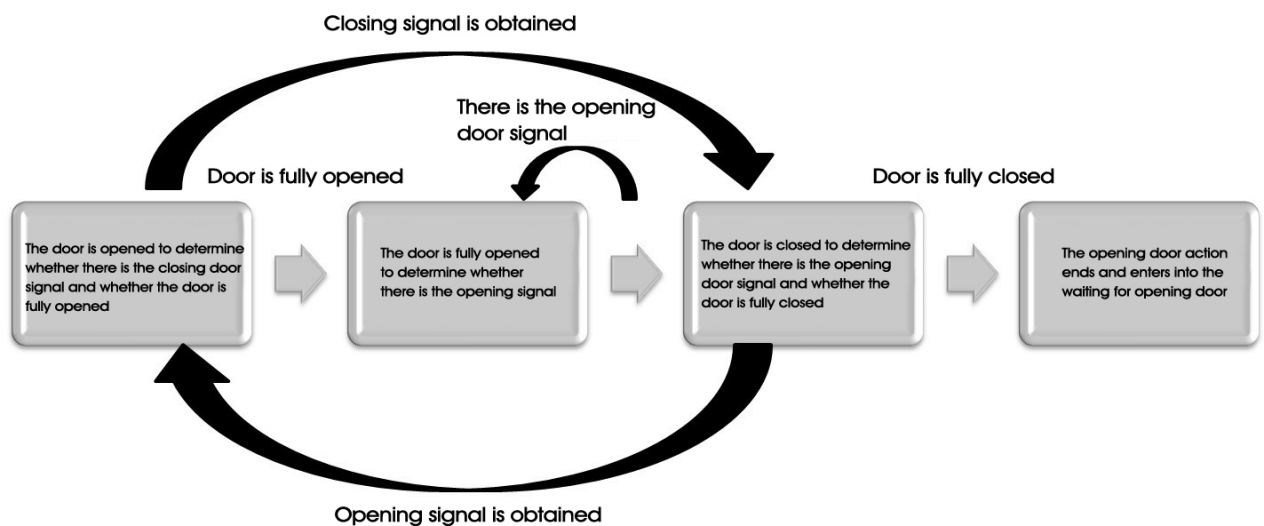 Closing signal is obtained
There is the opening
door signal
Door is fully opened
Door is fully closed
The door is opened to determine
whether there is the closing door
signal and whether the door is
fully opened
The door is fully opened
to determine whether
there is the opening signal
The door is closed to determine
whether there is the opening
door signal and whether the
door is fully closed
The opening door action
ends and enters into the
waiting for opening door
Opening signal is obtained